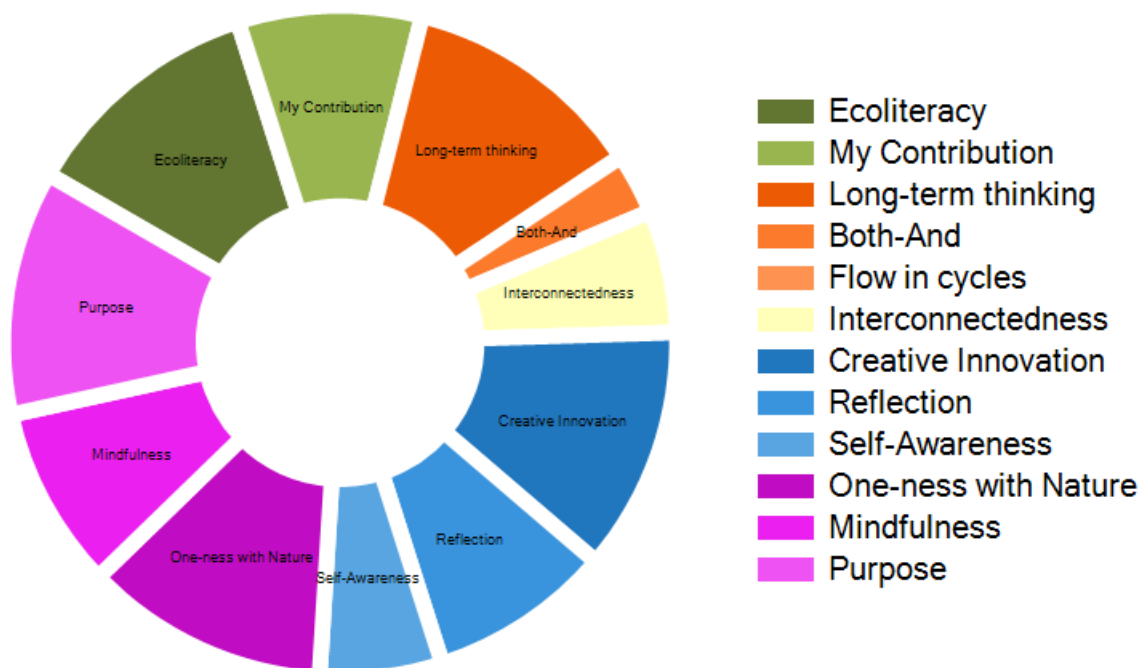 My Contribution
Long-term thinking
Ecoliteracy
Both-And
Interconnectedness
Purpose
Creative Innovation
Mindfulness
Reflection
One-ness with Nature
Self-Awareness
Ecoliteracy
My Contribution
Long-term thinking
Both-And
Flow in cycles
Interconnectedness
Creative Innovation
Reflection
Self-Awareness
One-ness with Nature
Mindfulness
Purpose